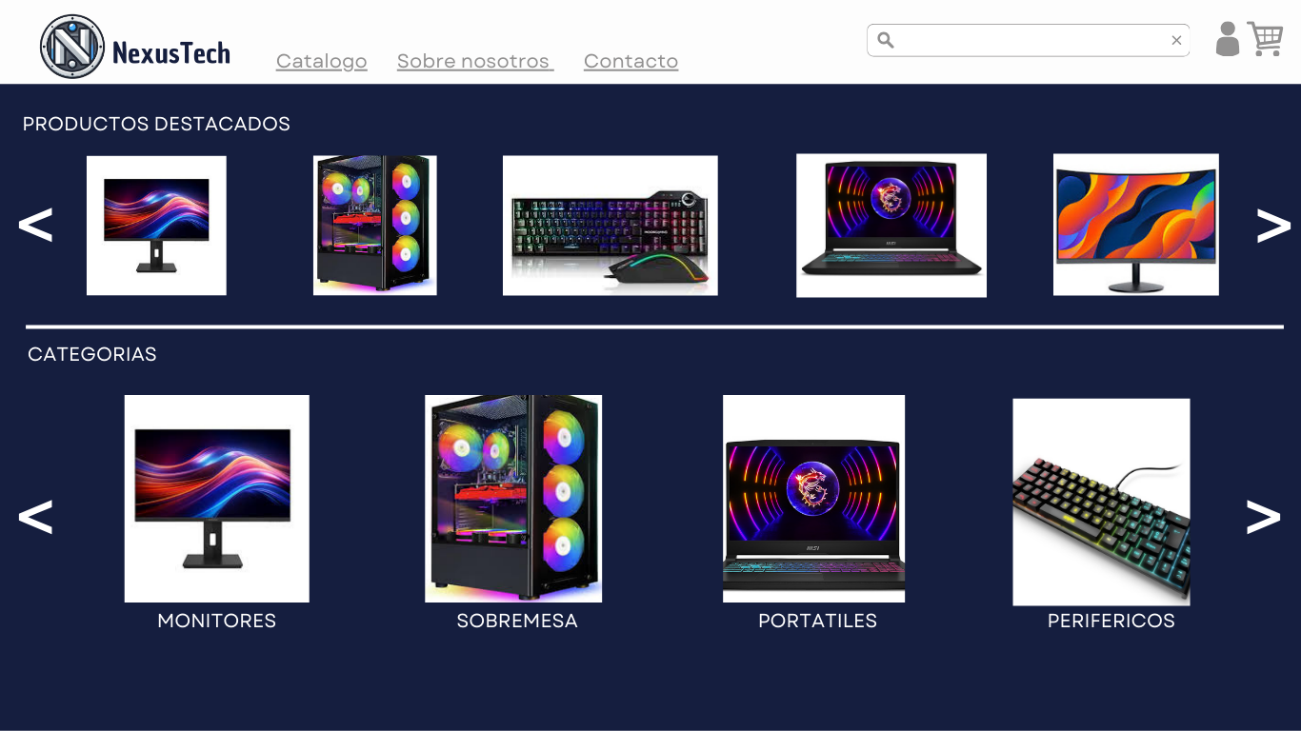 NexusTech
Catalogo Sobre nosotros Contacto
×
PRODUCTOS DESTACADOS
< >
CATEGORIAS
< >
MONITORES SOBREMESA PORTATILES PERIFERICOS